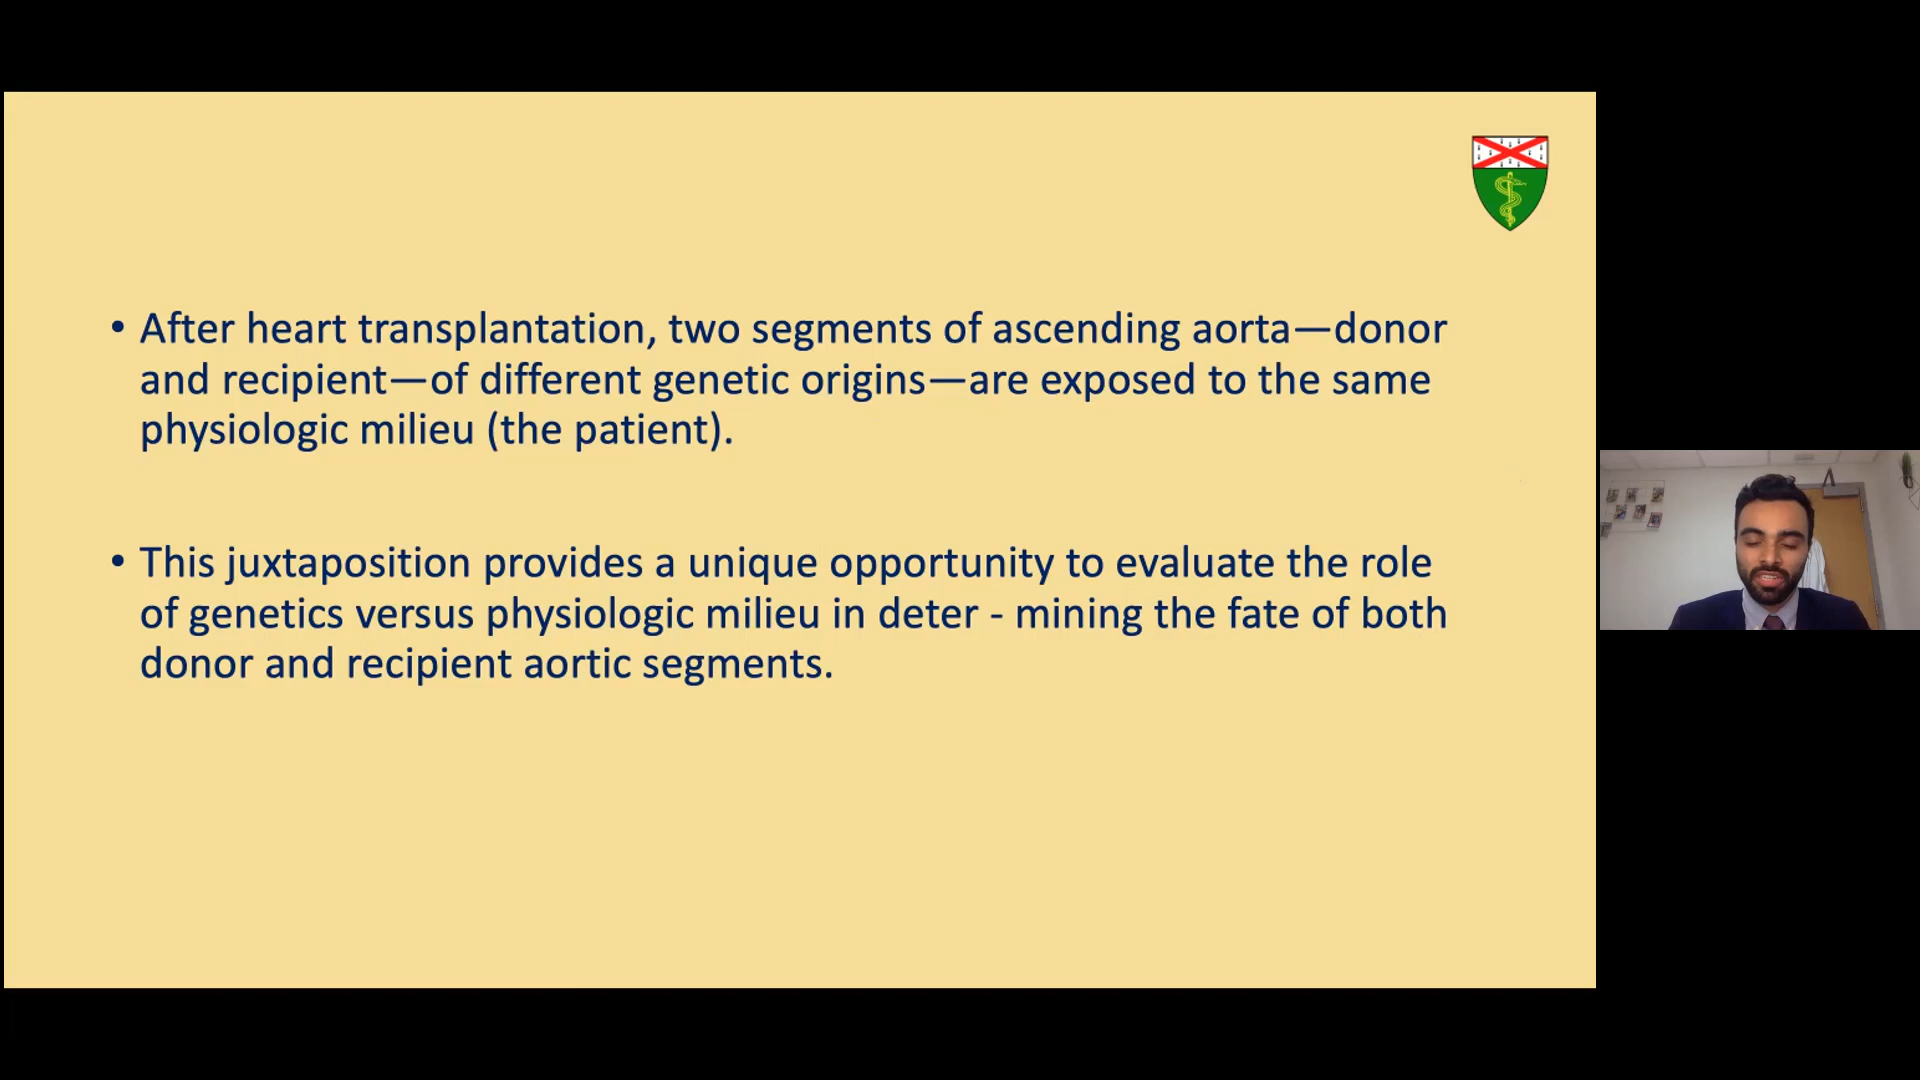 • After heart transplantation, two segments of ascending aorta—donor
and recipient—of different genetic origins—are exposed to the same
physiologic milieu (the patient).
• This juxtaposition provides a unique opportunity to evaluate the role
of genetics versus physiologic milieu in deter - mining the fate of both
donor and recipient aortic segments.